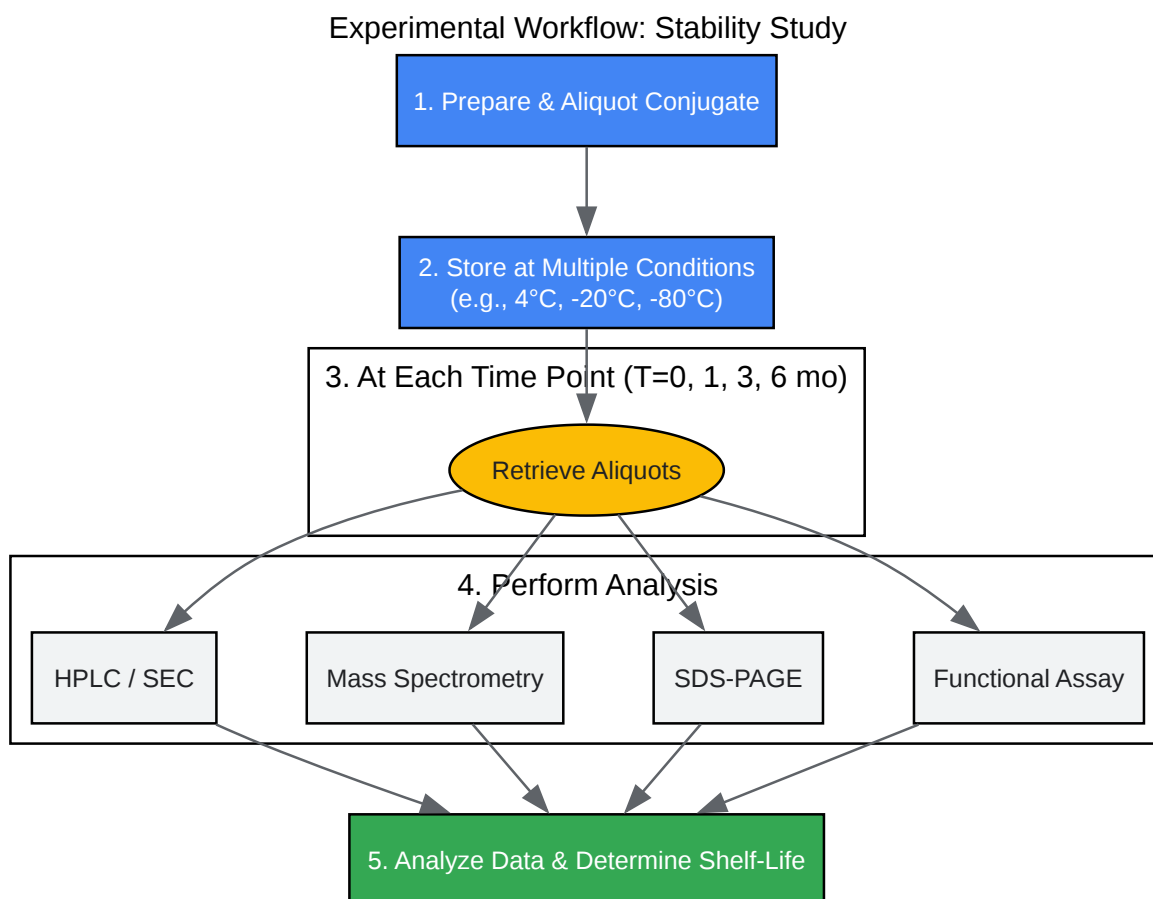 Experimental Workflow: Stability Study
1. Prepare & Aliquot Conjugate
2. Store at Multiple Conditions
(e.g., 4°C, -20°C, -80°C)
3. At Each Time Point (T=0, 1, 3, 6 mo)
Retrieve Aliquots
4. Perform Analysis
HPLC / SEC
Mass Spectrometry
SDS-PAGE
Functional Assay
5. Analyze Data & Determine Shelf-Life